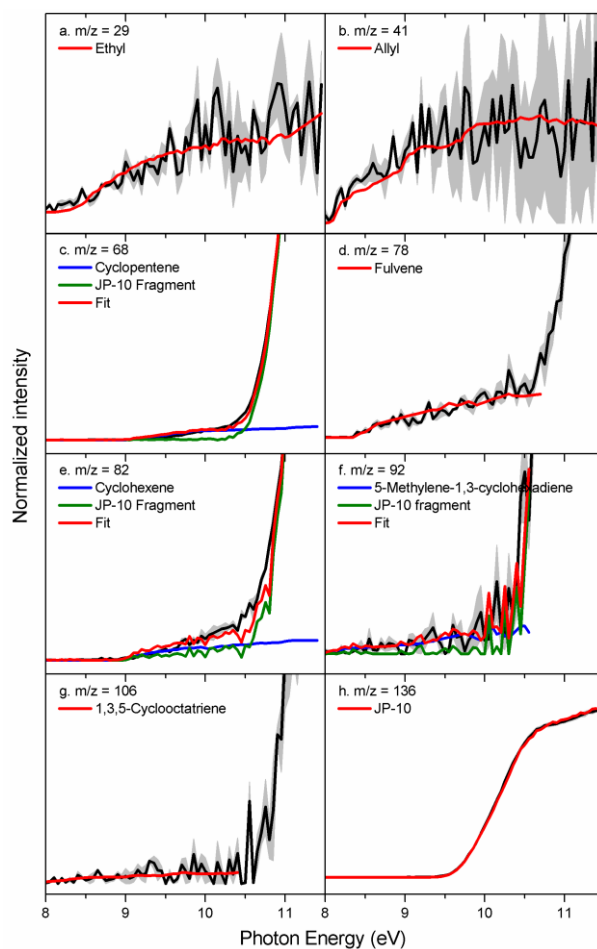 a. m/z = 29
Ethyl
b. m/z = 41
Allyl
c. m/z = 68
Cyclopentene
JP-10 Fragment
Fit
d. m/z = 78
Fulvene
e. m/z = 82
Cyclohexene
JP-10 Fragment
Fit
f. m/z = 92
5-Methylene-1,3-cyclohexadiene
JP-10 fragment
Fit
g. m/z = 106
1,3,5-Cyclooctatriene
h. m/z = 136
JP-10
Normalized intensity
8 9 10 11 8 9 10 11
Photon Energy (eV)